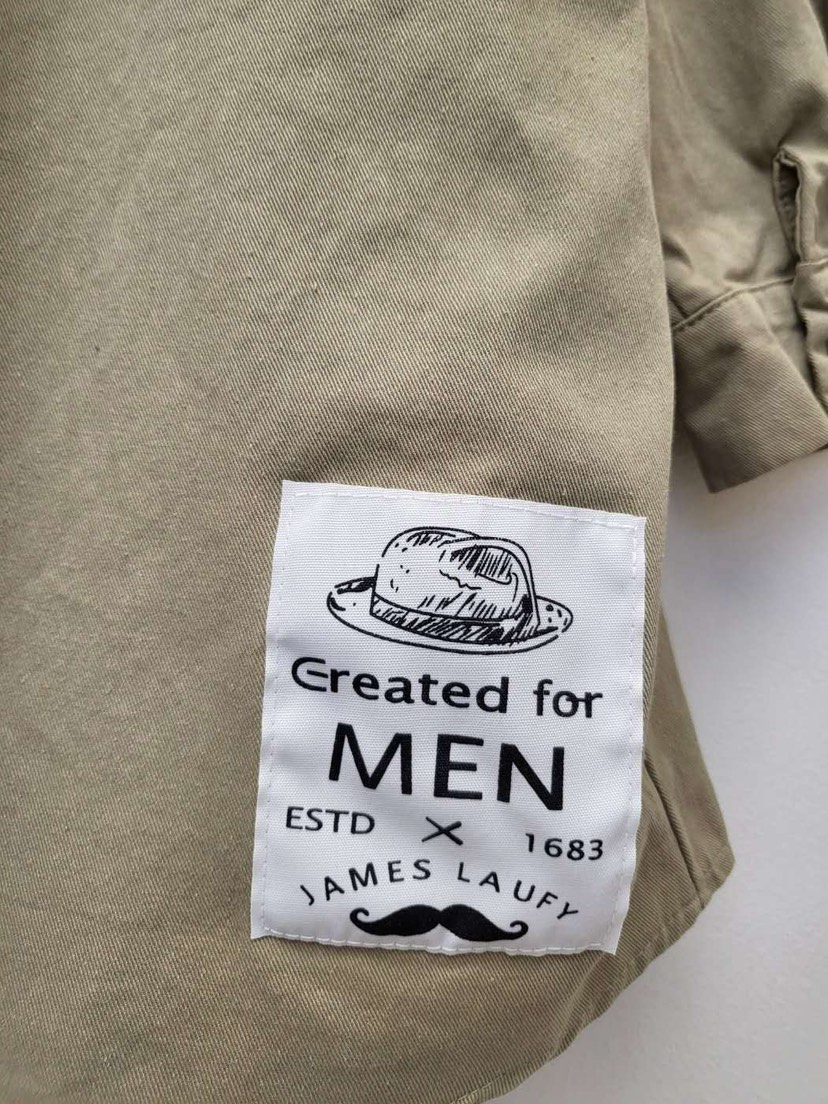 Created for
MEN
ESTD X 1683
JAMES LAUFY